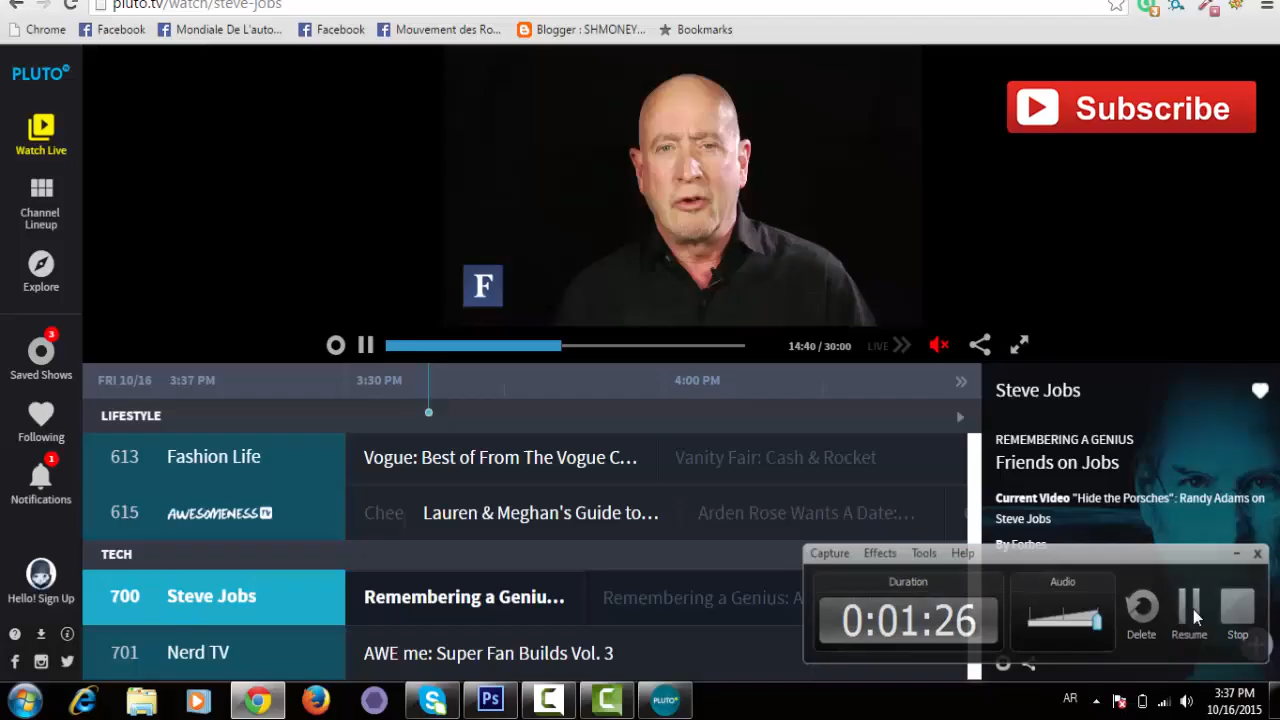 pluto.tv/watch/steve-jobs
Chrome
Facebook
Mondiale De L'auto...
Facebook
Mouvement des Ro...
Blogger : SHMONEY...
Bookmarks
PLUTO TV
Watch Live
Channel
Lineup
Explore
3
Saved Shows
Following
1
Notifications
Hello! Sign Up
Subscribe
F
14:40 / 30:00
LIVE
FRI 10/16
3:37 PM
3:30 PM
4:00 PM
LIFESTYLE
613 Fashion Life
Vogue: Best of From The Vogue C...
Vanity Fair: Cash & Rocket
615 AWESOMENESS TV
Chee
Lauren & Meghan's Guide to...
Arden Rose Wants A Date:...
TECH
700 Steve Jobs
Remembering a Geniu...
Remembering a Genius: A
701 Nerd TV
AWE me: Super Fan Builds Vol. 3
Steve Jobs
REMEMBERING A GENIUS
Friends on Jobs
Current Video "Hide the Porsches": Randy Adams on
Steve Jobs
By Forbes
Capture Effects Tools Help
Duration
0:01:26
Audio
Delete
Resume
Stop
Ps
PLUTO
AR
3:37 PM
10/16/2015